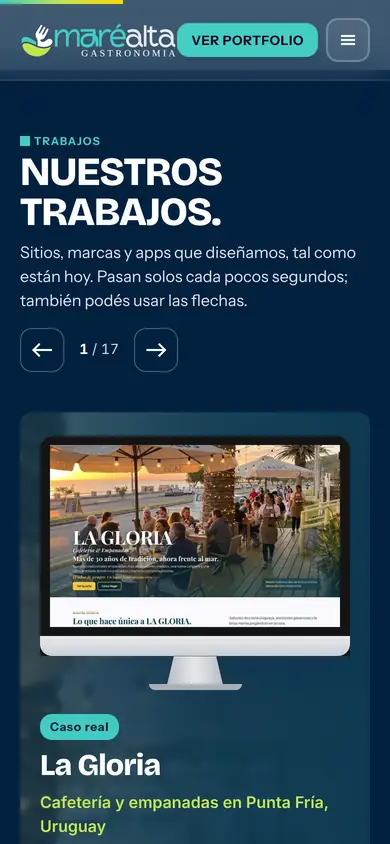 maréalta
GASTRONOMIA
VER PORTFOLIO
TRABAJOS
NUESTROS
TRABAJOS.
Sitios, marcas y apps que diseñamos, tal como
están hoy. Pasan solos cada pocos segundos;
también podés usar las flechas.
1 / 17
LA GLORIA
Cafetería & Empanadas
Más de 30 años de tradición, ahora frente al mar.
Lo que hace única a LA GLORIA.
Caso real
La Gloria
Cafetería y empanadas en Punta Fría,
Uruguay